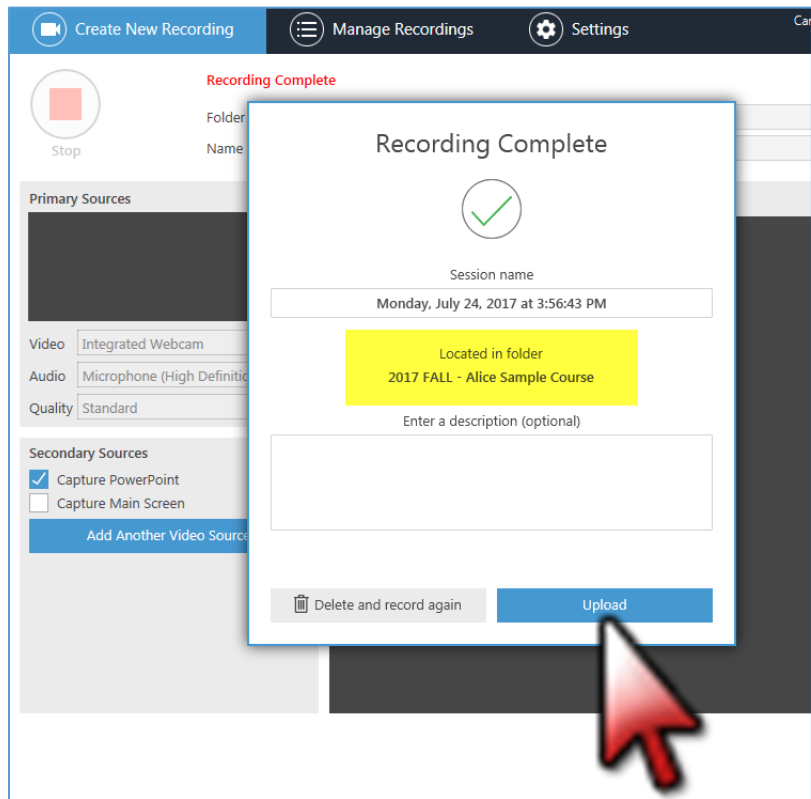 Create New Recording
Manage Recordings
Settings
Recording Complete
Folder
Name
Stop
Recording Complete
Session name
Monday, July 24, 2017 at 3:56:43 PM
Located in folder
2017 FALL - Alice Sample Course
Enter a description (optional)
Delete and record again
Upload
Primary Sources
Video Integrated Webcam
Audio Microphone (High Definitic
Quality Standard
Secondary Sources
Capture PowerPoint
Capture Main Screen
Add Another Video Source